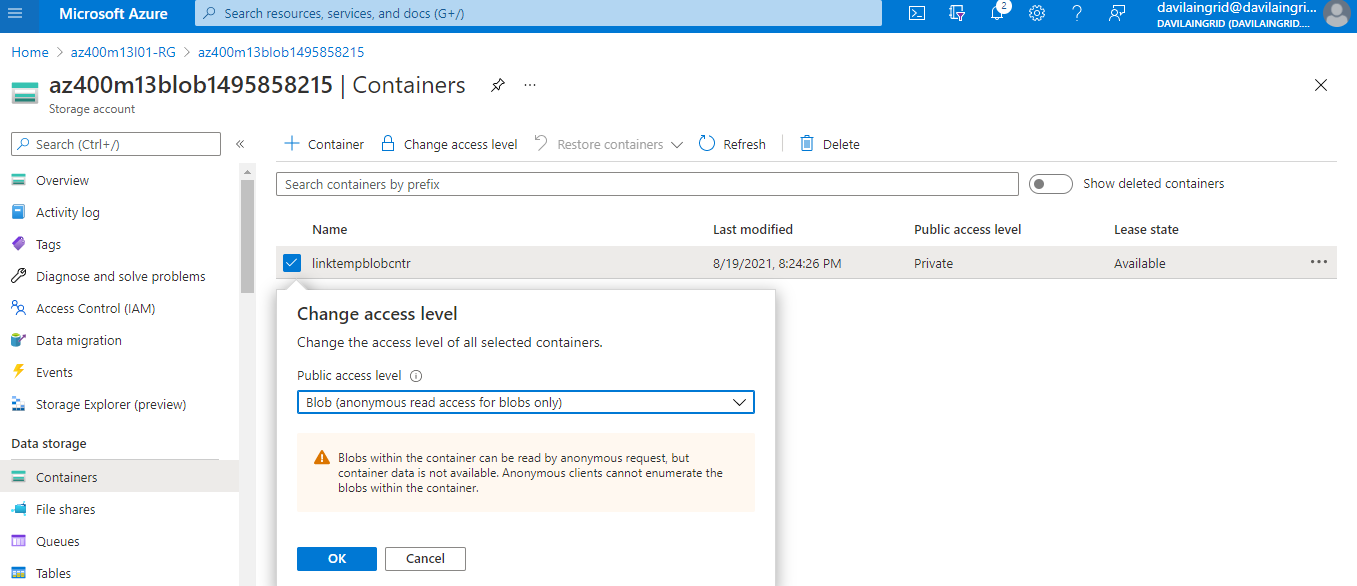 Microsoft Azure
Search resources, services, and docs (G+/)
2
davilaingrid@davilaingri...
DAVILAINGRID (DAVILAINGRID....
Home > az400m13l01-RG > az400m13blob1495858215
az400m13blob1495858215 | Containers
Storage account
Search (Ctrl+/)
Overview
Activity log
Tags
Diagnose and solve problems
Access Control (IAM)
Data migration
Events
Storage Explorer (preview)
Data storage
Containers
File shares
Queues
Tables
Container Change access level Restore containers Refresh Delete
Search containers by prefix
Show deleted containers
Name Last modified Public access level Lease state
linktempblobcntr 8/19/2021, 8:24:26 PM Private Available
Change access level
Change the access level of all selected containers.
Public access level
Blob (anonymous read access for blobs only)
Blobs within the container can be read by anonymous request, but
container data is not available. Anonymous clients cannot enumerate the
blobs within the container.
OK Cancel